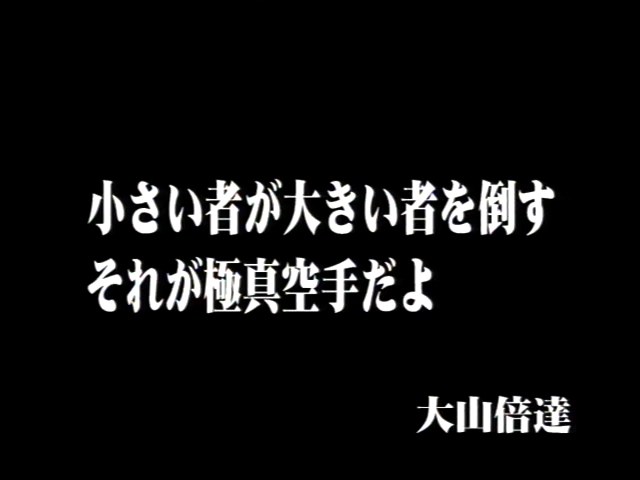 小さい者が大きい者を倒す
それが極真空手だよ
大山倍達